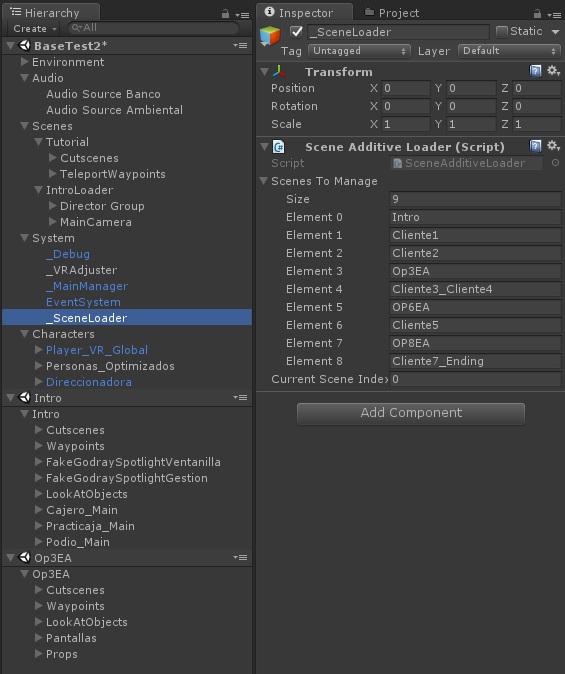 Hierarchy
Create
All
BaseTest2*
Environment
Audio
Audio Source Banco
Audio Source Ambiental
Scenes
Tutorial
Cutscenes
TeleportWaypoints
IntroLoader
Director Group
MainCamera
System
_Debug
_VRAdjuster
_MainManager
EventSystem
_SceneLoader
Characters
Player_VR_Global
Personas_Optimizados
Direccionadora
Intro
Intro
Cutscenes
Waypoints
FakeGodraySpotlightVentanilla
FakeGodraySpotlightGestion
LookAtObjects
Cajero_Main
Practicaja_Main
Podio_Main
Op3EA
Op3EA
Cutscenes
Waypoints
LookAtObjects
Pantallas
Props
Inspector Project
_SceneLoader Static
Tag Untagged Layer Default
Transform
Position X 0 Y 0 Z 0
Rotation X 0 Y 0 Z 0
Scale X 1 Y 1 Z 1
Scene Additive Loader (Script)
Script SceneAdditiveLoader
Scenes To Manage
Size 9
Element 0 Intro
Element 1 Cliente1
Element 2 Cliente2
Element 3 Op3EA
Element 4 Cliente3_Cliente4
Element 5 OP6EA
Element 6 Cliente5
Element 7 OP8EA
Element 8 Cliente7_Ending
Current Scene Index 0
Add Component